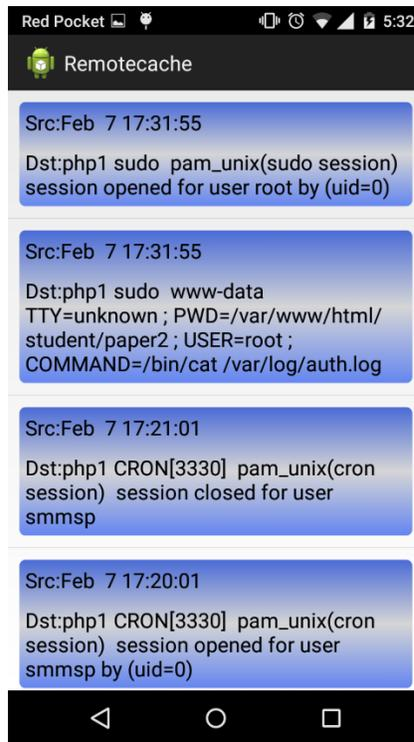 Red Pocket 5:32
Remotecache
Src:Feb 7 17:31:55
Dst:php1 sudo pam_unix(sudo session)
session opened for user root by (uid=0)
Src:Feb 7 17:31:55
Dst:php1 sudo www-data
TTY=unknown ; PWD=/var/www/html/
student/paper2 ; USER=root ;
COMMAND=/bin/cat /var/log/auth.log
Src:Feb 7 17:21:01
Dst:php1 CRON[3330] pam_unix(cron
session) session closed for user
smmsp
Src:Feb 7 17:20:01
Dst:php1 CRON[3330] pam_unix(cron
session) session opened for user
smmsp by (uid=0)